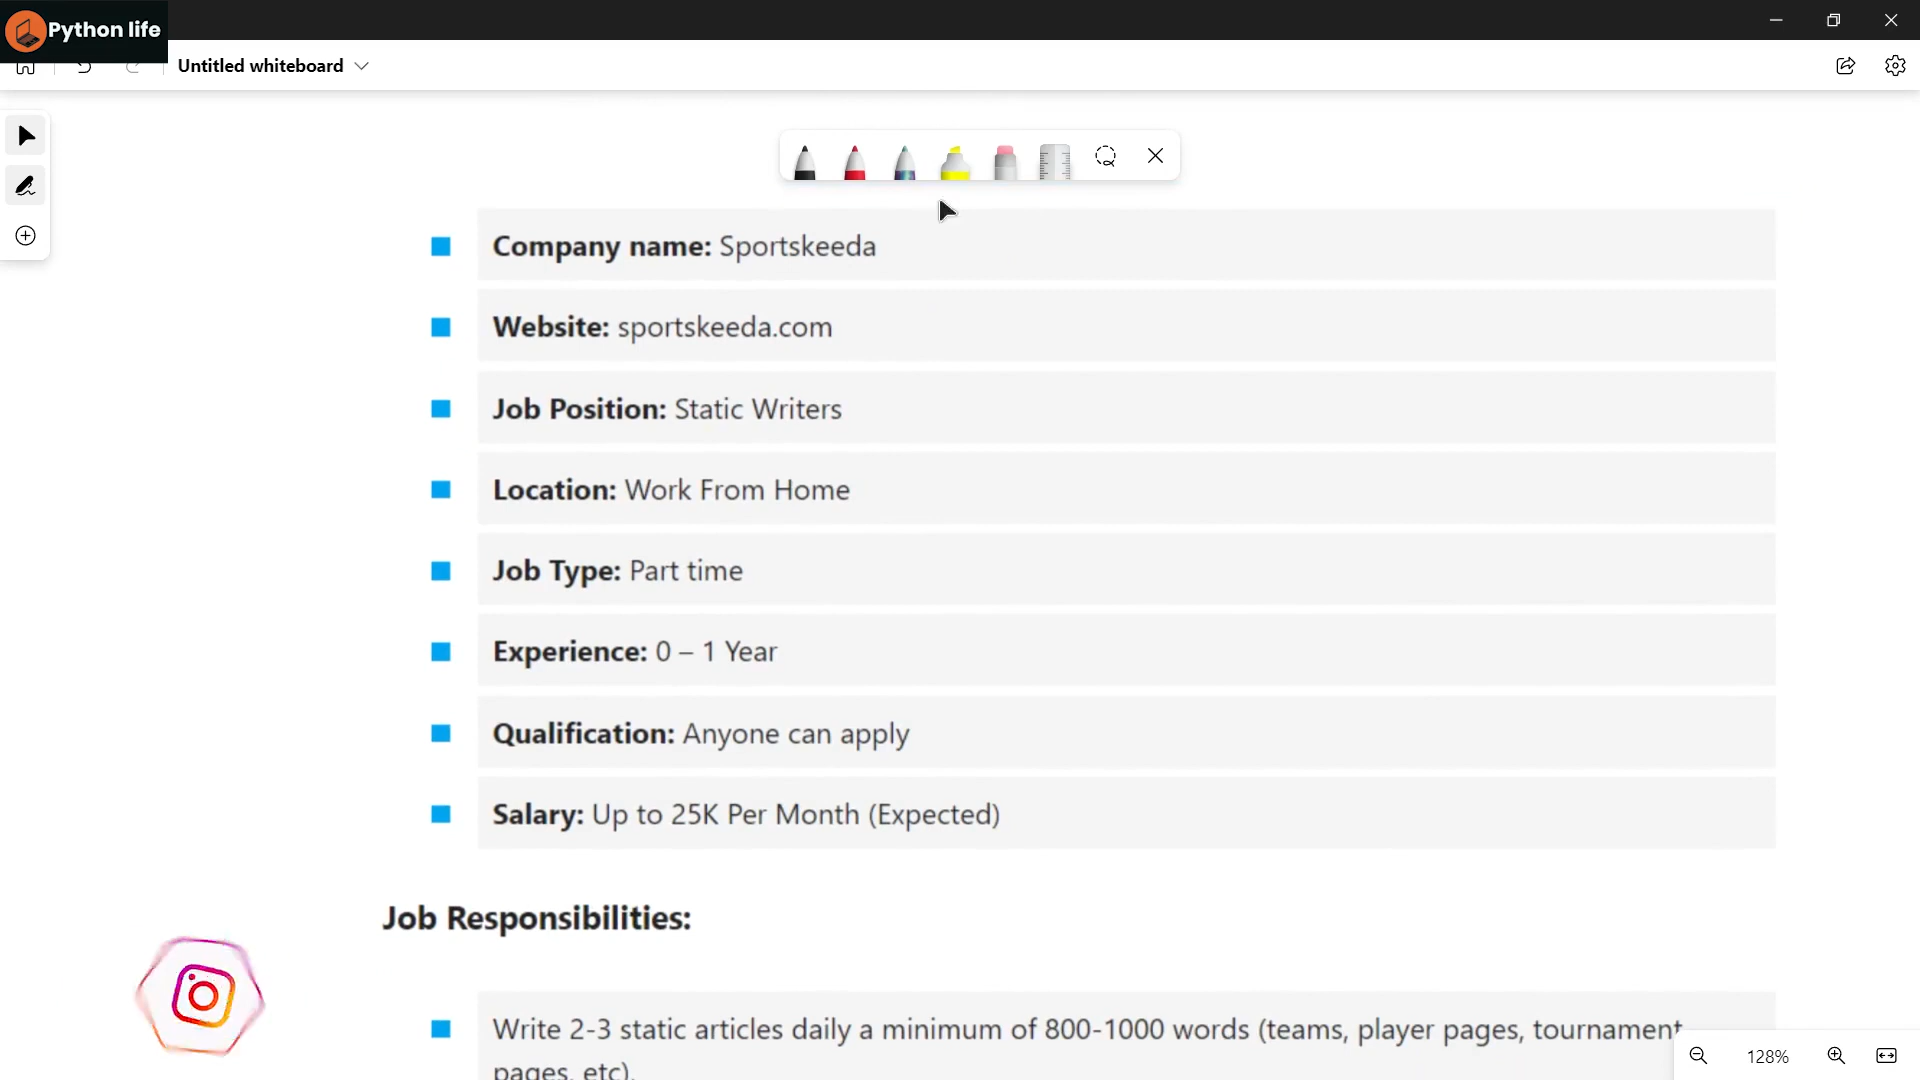 Python life
Untitled whiteboard
Company name: Sportskeeda
Website: sportskeeda.com
Job Position: Static Writers
Location: Work From Home
Job Type: Part time
Experience: 0 – 1 Year
Qualification: Anyone can apply
Salary: Up to 25K Per Month (Expected)
Job Responsibilities:
Write 2-3 static articles daily a minimum of 800-1000 words (teams, player pages, tournament
pages, etc).
128%